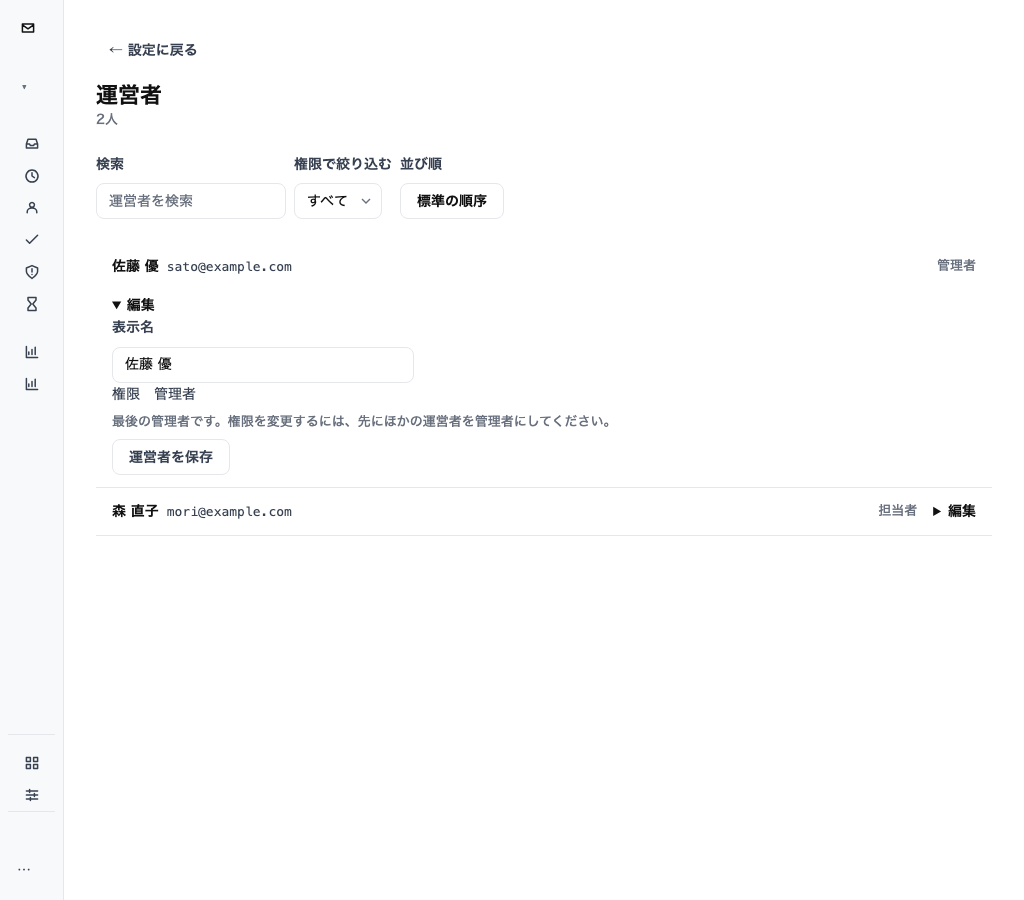 ← 設定に戻る
運営者
2人
検索 権限で絞り込む 並び順
運営者を検索 すべて 標準の順序
佐藤 優 sato@example.com 管理者
▼ 編集
表示名
佐藤 優
権限 管理者
最後の管理者です。権限を変更するには、先にほかの運営者を管理者にしてください。
運営者を保存
森 直子 mori@example.com 担当者 ▶ 編集